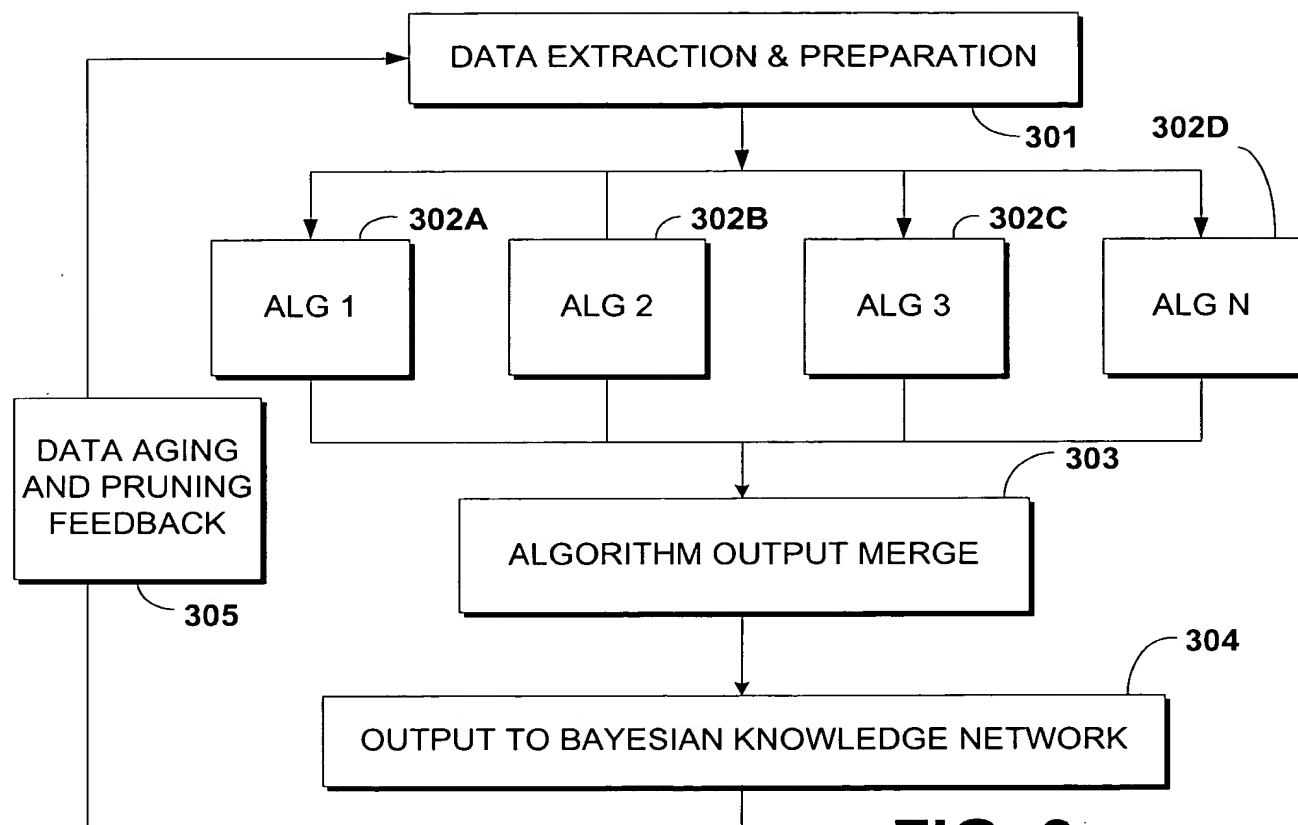 DATA EXTRACTION & PREPARATION
301
302D
302A
302B
302C
ALG 1
ALG 2
ALG 3
ALG N
DATA AGING
AND PRUNING
FEEDBACK
305
303
ALGORITHM OUTPUT MERGE
304
OUTPUT TO BAYESIAN KNOWLEDGE NETWORK
FIG.